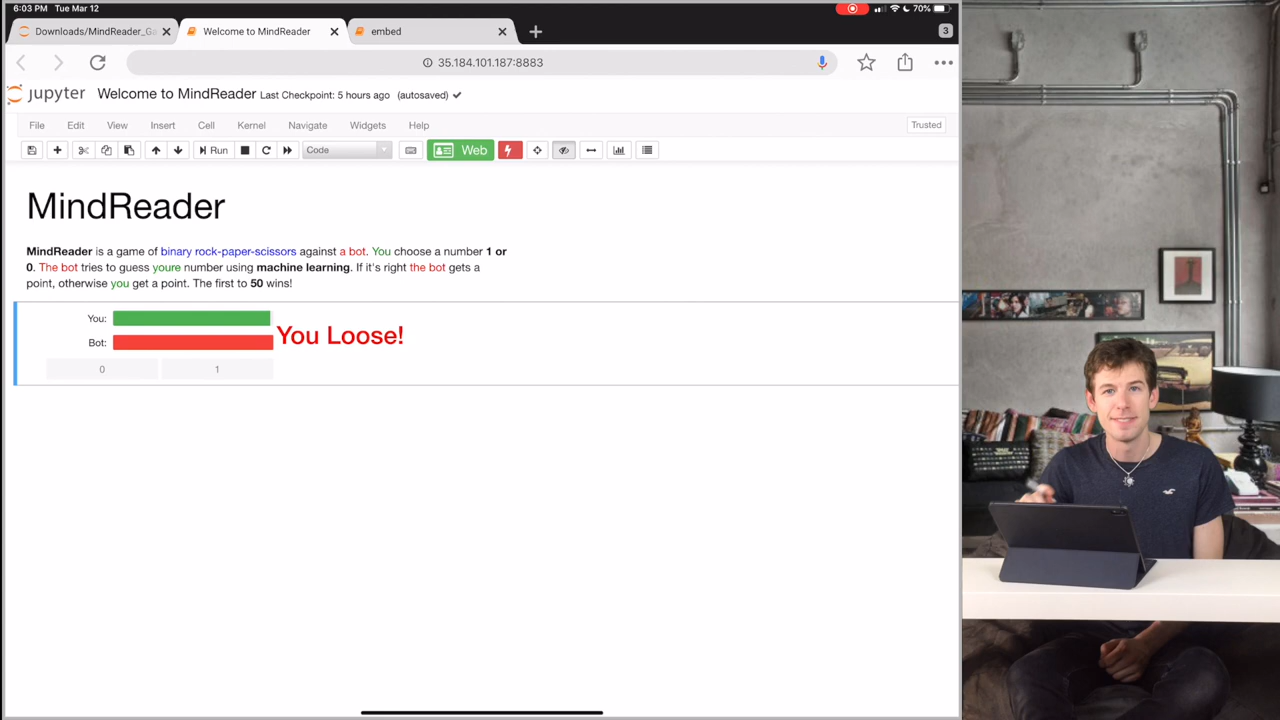 6:03 PM Tue Mar 12
70%
Downloads/MindReader_Ga
Welcome to MindReader
embed
3
35.184.101.187:8883
jupyter Welcome to MindReader Last Checkpoint: 5 hours ago (autosaved)
File Edit View Insert Cell Kernel Navigate Widgets Help
Trusted
Run Code Web
MindReader
MindReader is a game of binary rock-paper-scissors against a bot. You choose a number 1 or
0. The bot tries to guess youre number using machine learning. If it's right the bot gets a
point, otherwise you get a point. The first to 50 wins!
You:
Bot:
You Loose!
0 1